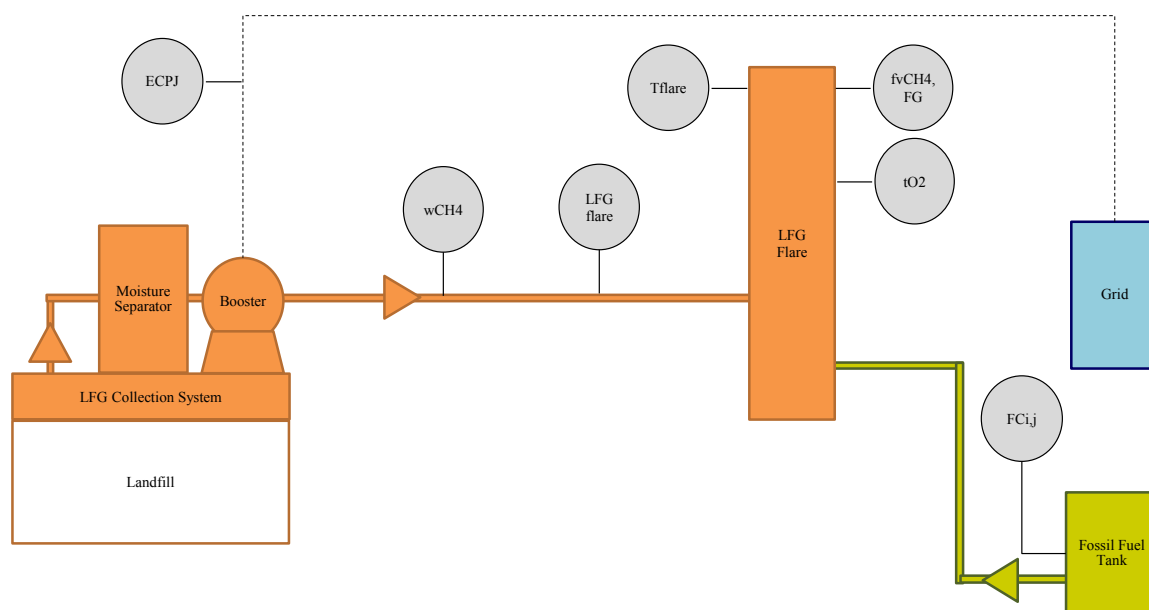 ECPJ
Tflare
fvCH4,
FG
tO2
wCH4
LFG
flare
LFG
Flare
Moisture
Separator
Booster
Grid
LFG Collection System
FCi,j
Landfill
Fossil Fuel
Tank